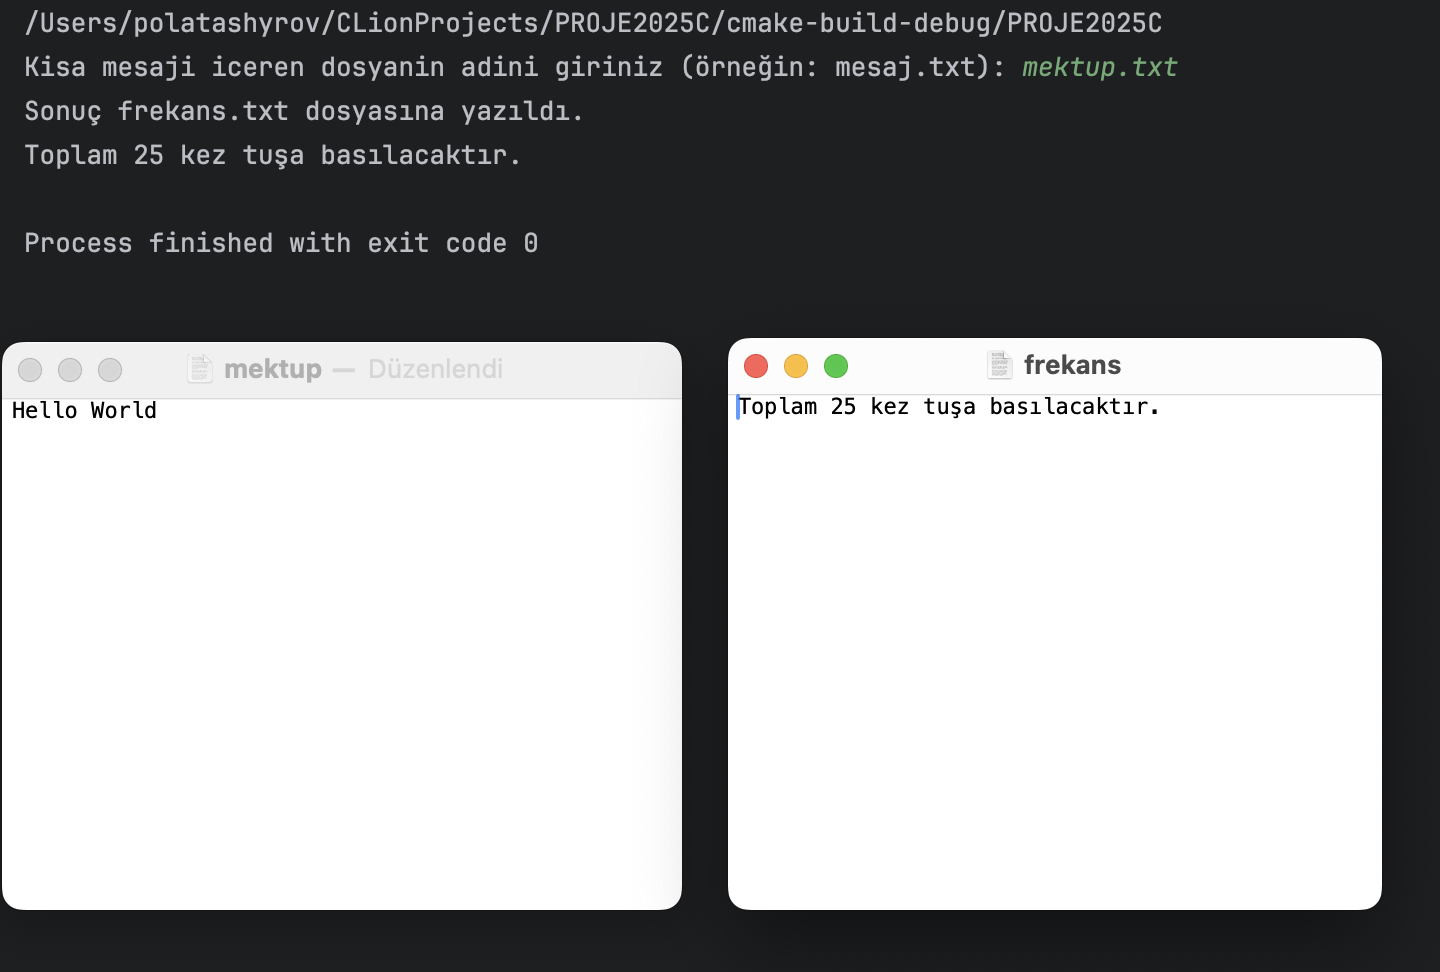 /Users/polatashyrov/CLionProjects/PROJE2025C/cmake-build-debug/PROJE2025C
Kisa mesaji iceren dosyanin adini giriniz (örneğin: mesaj.txt): mektup.txt
Sonuç frekans.txt dosyasına yazıldı.
Toplam 25 kez tuşa basılacaktır.
Process finished with exit code 0
mektup — Düzenlendi
Hello World
frekans
Toplam 25 kez tuşa basılacaktır.